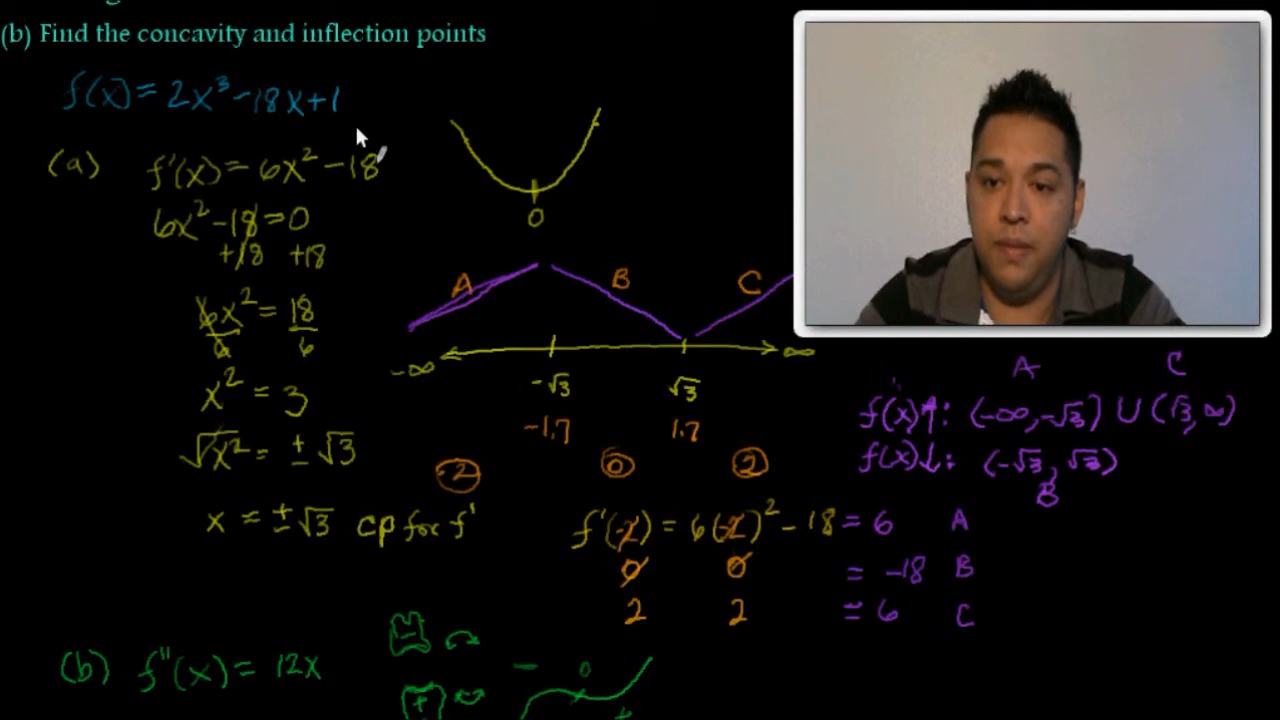 (b) Find the concavity and inflection points
f(x) = 2x³ - 18x + 1
(a) f'(x) = 6x² - 18
6x² - 18 = 0
+18 +18
6x² = 18
6 6
x² = 3
√x² = ± √3
x = ± √3 cp for f'
0
A B C
-∞ ∞
-√3 √3
-1.7 1.7
-2 0 2
A C
f(x)↑: (-∞, -√3) ∪ (√3, ∞)
f(x)↓: (-√3, √3)
B
f'(-2) = 6(-2)² - 18 = 6 A
0 0 = -18 B
2 2 = 6 C
(b) f''(x) = 12x
- 0
+ +